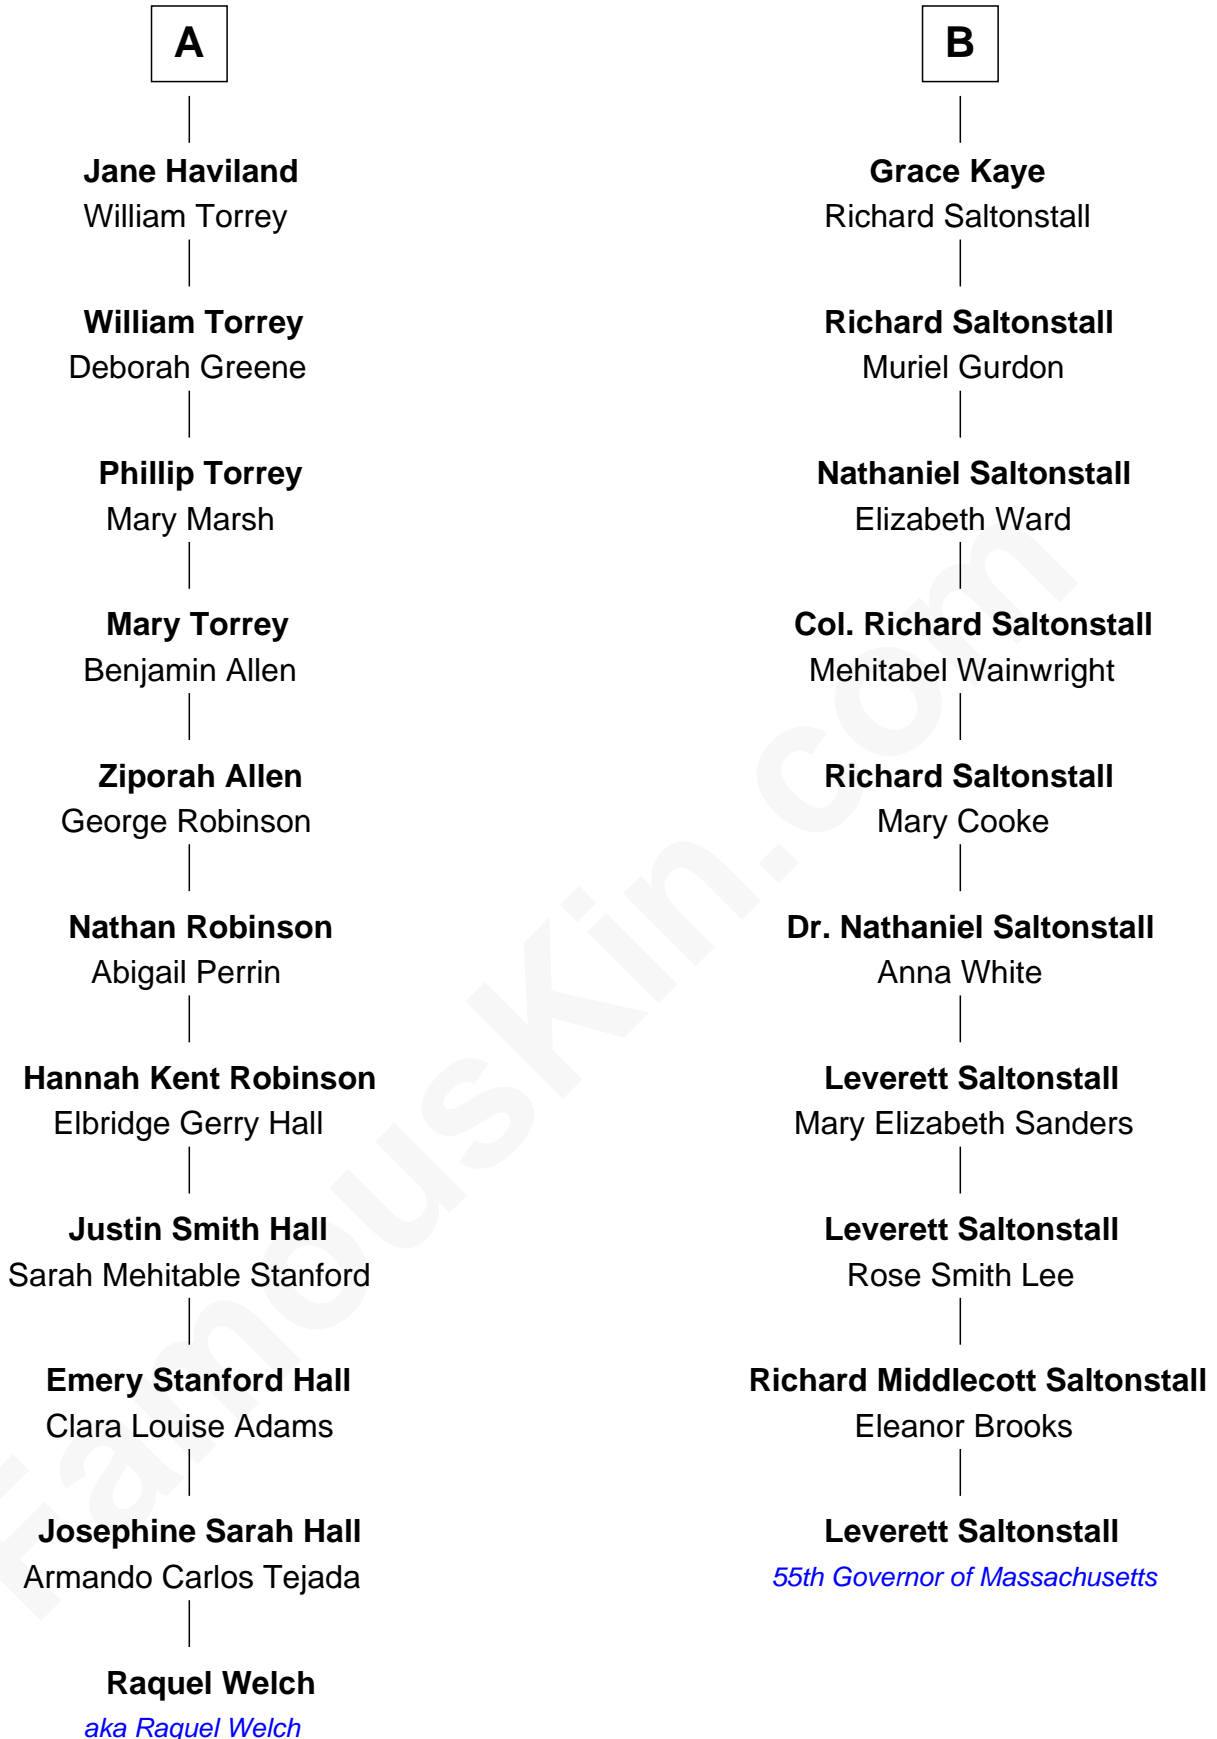 A
Jane Haviland
William Torrey
William Torrey
Deborah Greene
Phillip Torrey
Mary Marsh
Mary Torrey
Benjamin Allen
Ziporah Allen
George Robinson
Nathan Robinson
Abigail Perrin
Hannah Kent Robinson
Elbridge Gerry Hall
Justin Smith Hall
Sarah Mehitable Stanford
Emery Stanford Hall
Clara Louise Adams
Josephine Sarah Hall
Armando Carlos Tejada
Raquel Welch
aka Raquel Welch
B
Grace Kaye
Richard Saltonstall
Richard Saltonstall
Muriel Gurdon
Nathaniel Saltonstall
Elizabeth Ward
Col. Richard Saltonstall
Mehitabel Wainwright
Richard Saltonstall
Mary Cooke
Dr. Nathaniel Saltonstall
Anna White
Leverett Saltonstall
Mary Elizabeth Sanders
Leverett Saltonstall
Rose Smith Lee
Richard Middlecott Saltonstall
Eleanor Brooks
Leverett Saltonstall
55th Governor of Massachusetts
FamousKin.com